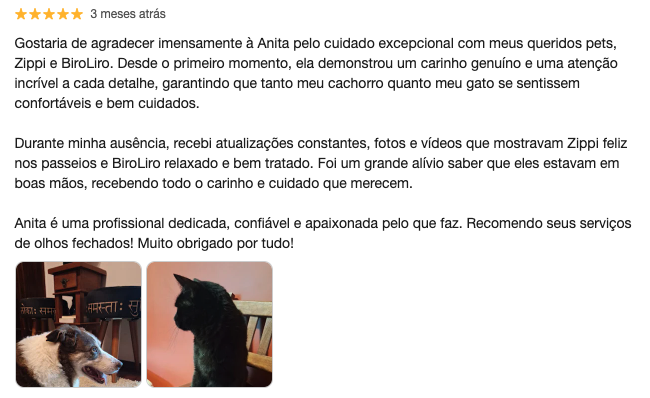 3 meses atrás
Gostaria de agradecer imensamente à Anita pelo cuidado excepcional com meus queridos pets,
Zippi e BiroLiro. Desde o primeiro momento, ela demonstrou um carinho genuíno e uma atenção
incrível a cada detalhe, garantindo que tanto meu cachorro quanto meu gato se sentissem
confortáveis e bem cuidados.
Durante minha ausência, recebi atualizações constantes, fotos e vídeos que mostravam Zippi feliz
nos passeios e BiroLiro relaxado e bem tratado. Foi um grande alívio saber que eles estavam em
boas mãos, recebendo todo o carinho e cuidado que merecem.
Anita é uma profissional dedicada, confiável e apaixonada pelo que faz. Recomendo seus serviços
de olhos fechados! Muito obrigado por tudo!
समस्ताः